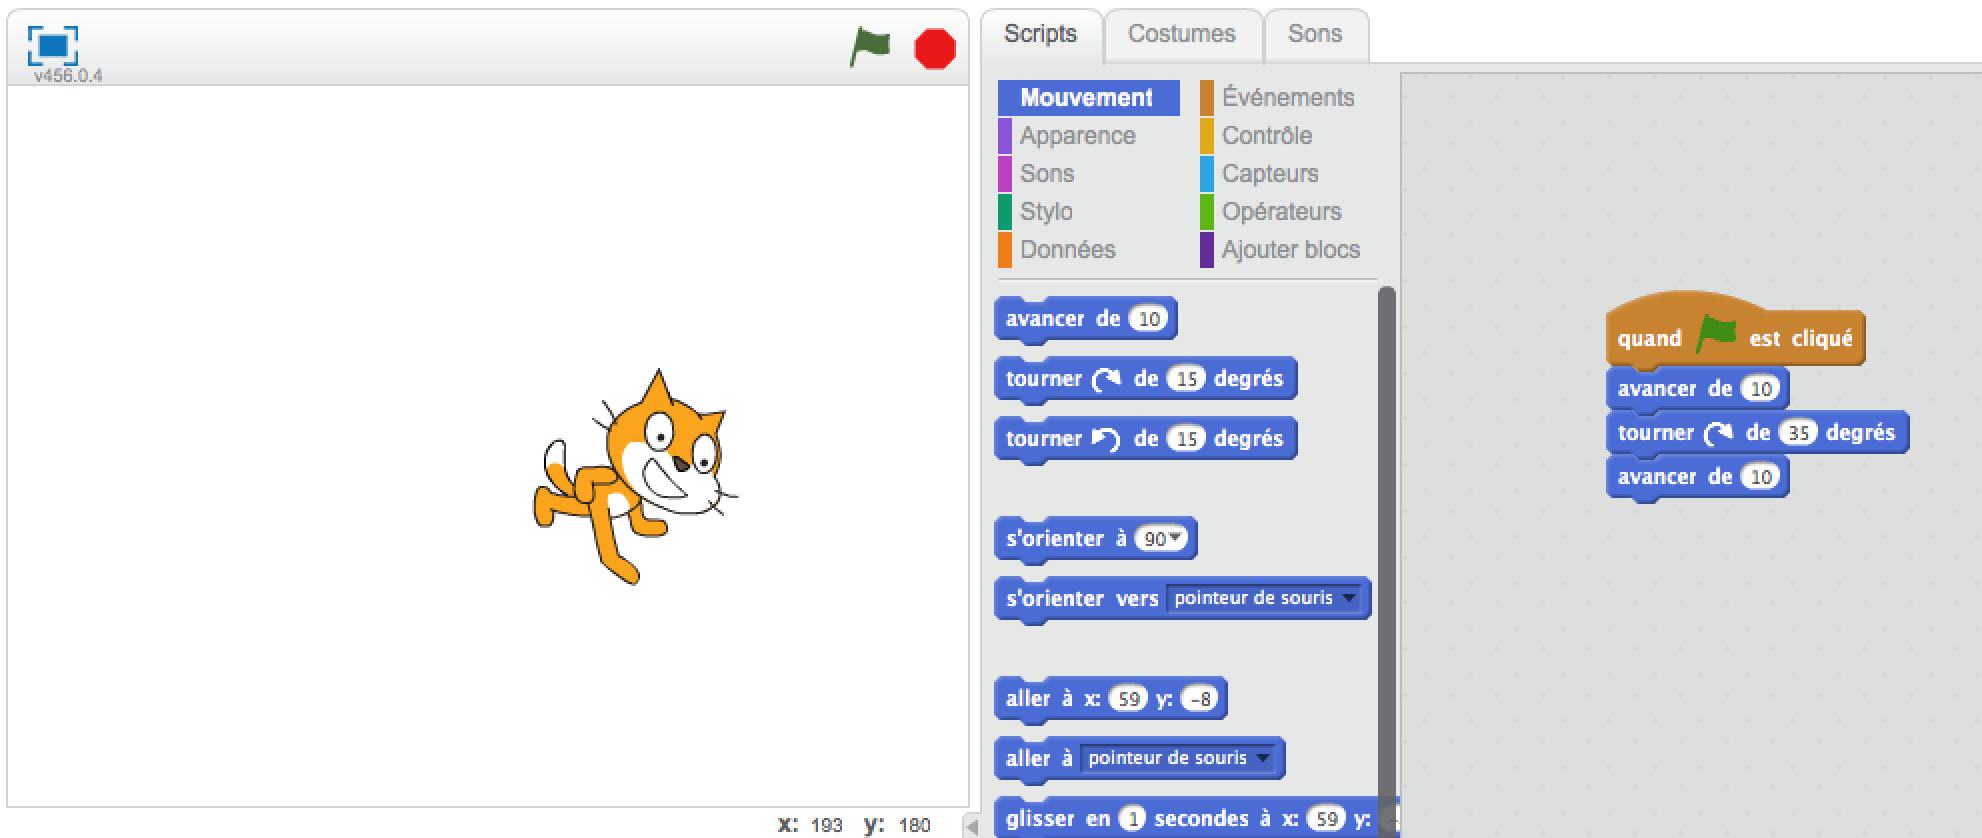 v456.0.4
x: 193 y: 180
Scripts Costumes Sons
Mouvement
Apparence
Sons
Stylo
Données
Événements
Contrôle
Capteurs
Opérateurs
Ajouter blocs
avancer de 10
tourner de 15 degrés
tourner de 15 degrés
s'orienter à 90
s'orienter vers pointeur de souris
aller à x: 59 y: -8
aller à pointeur de souris
glisser en 1 secondes à x: 59 y: -
quand est cliqué
avancer de 10
tourner de 35 degrés
avancer de 10